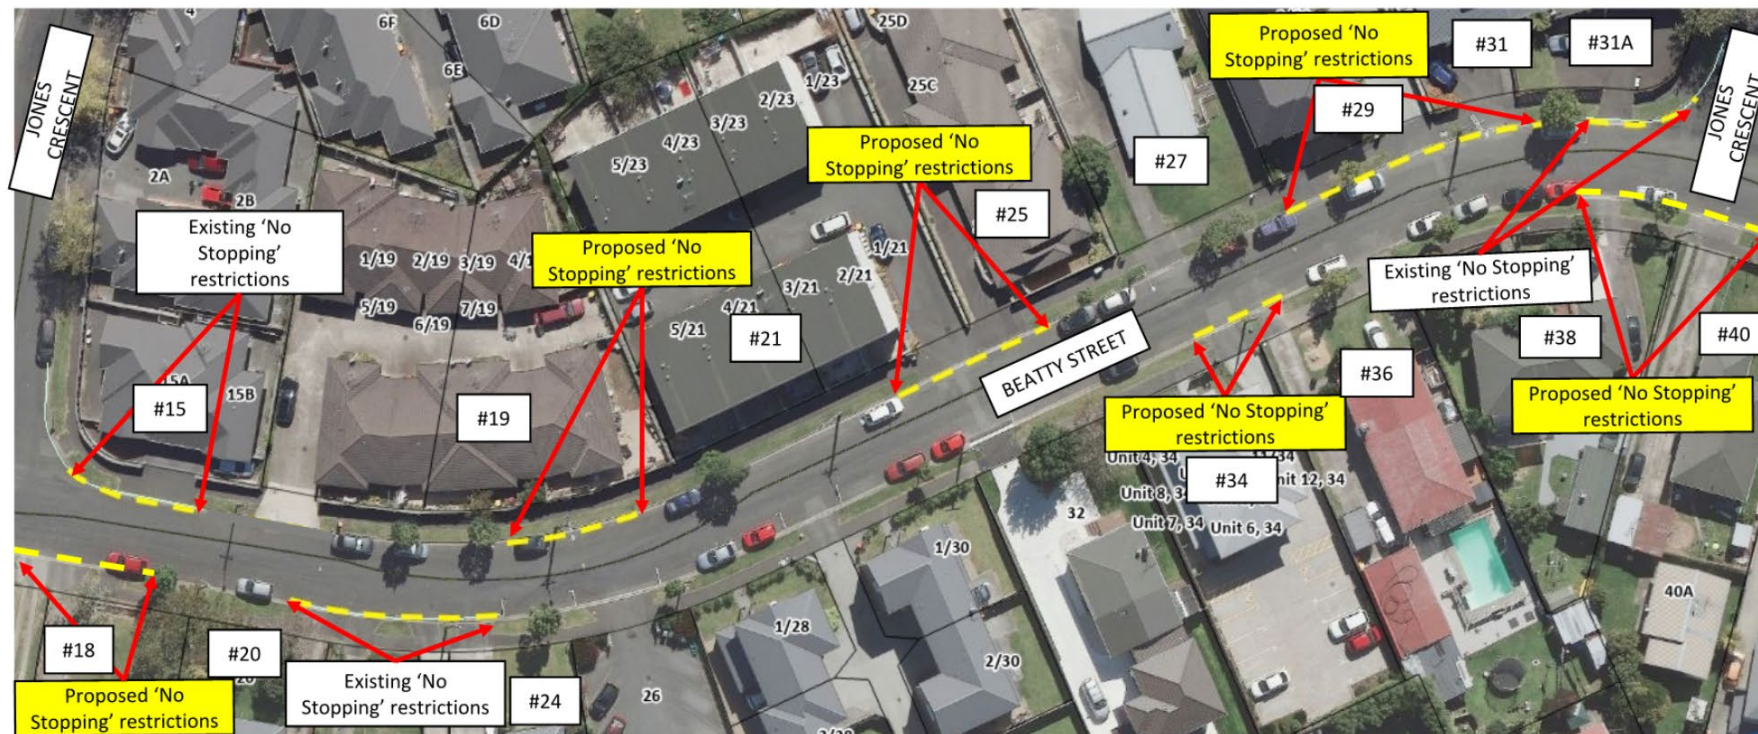 4
6F
6D
25D
JONES
CRESCENT
6E
1/23
2/23
3/23
4/23
5/23
25C
Proposed ‘No
Stopping’ restrictions
#31
#31A
JONES
CRESCENT
#29
Proposed ‘No
Stopping’ restrictions
#27
2A
2B
#25
Existing ‘No
Stopping’
restrictions
1/19
2/19
3/19
Proposed ‘No
Stopping’ restrictions
1/21
2/21
3/21
4/21
5/21
5/19
6/19
7/19
#21
Existing ‘No Stopping’
restrictions
BEATTY STREET
#38
#40
#36
15A
15B
#15
#19
Proposed ‘No Stopping’
restrictions
Proposed ‘No Stopping’
restrictions
Unit 4, 34
#34
Unit 12, 34
Unit 8, 34
Unit 7, 34
Unit 6, 34
32
1/30
40A
1/28
2/30
#18
#20
Existing ‘No
Stopping’ restrictions
#24
26
Proposed ‘No
Stopping’ restrictions